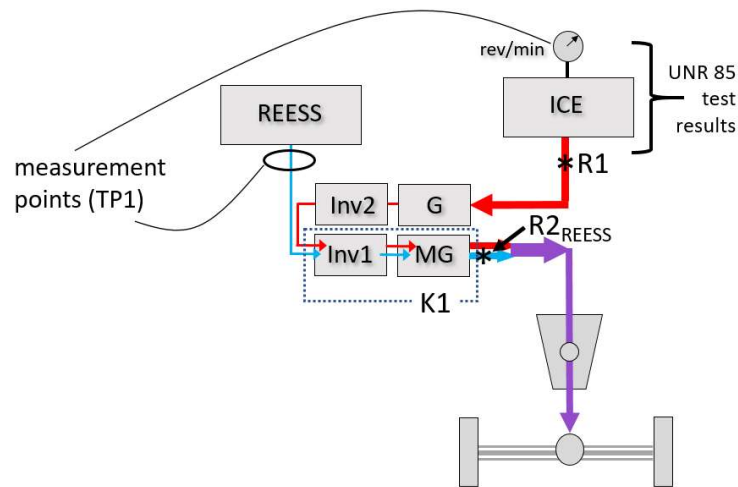 rev/min
UNR 85
test
results
ICE
REESS
R1
measurement
points (TP1)
Inv2
G
R2REESS
Inv1
MG
K1